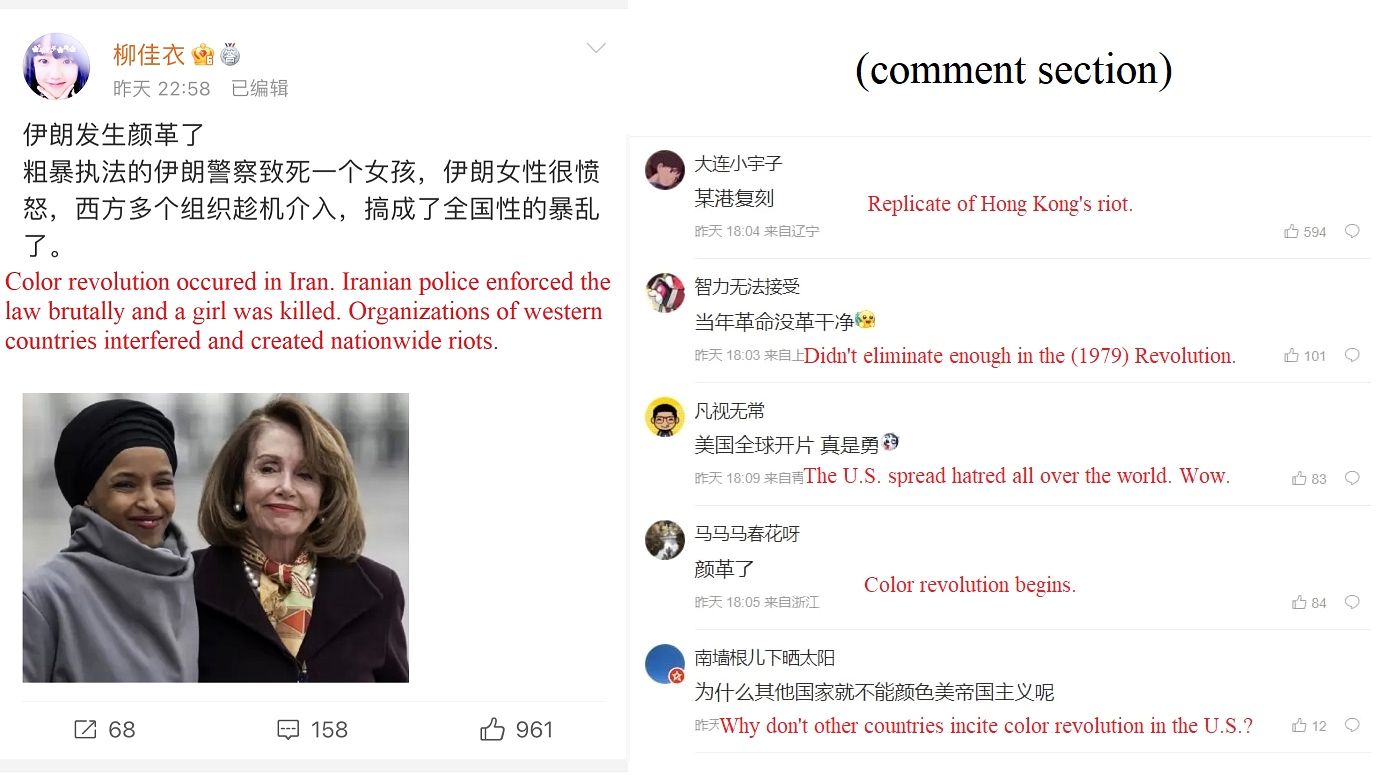 柳佳衣
昨天 22:58 已编辑
伊朗发生颜革了
粗暴执法的伊朗警察致死一个女孩，伊朗女性很愤
怒，西方多个组织趁机介入，搞成了全国性的暴乱
了。
Color revolution occured in Iran. Iranian police enforced the
law brutally and a girl was killed. Organizations of western
countries interfered and created nationwide riots.
68
158
961
(comment section)
大连小宇子
某港复刻
Replicate of Hong Kong's riot.
昨天 18:04 来自辽宁
594
智力无法接受
当年革命没革干净
昨天 18:03 来自上
Didn't eliminate enough in the (1979) Revolution.
101
凡视无常
美国全球开片 真是勇
昨天 18:09 来自青
The U.S. spread hatred all over the world. Wow.
83
马马马春花呀
颜革了
Color revolution begins.
昨天 18:05 来自浙江
84
南墙根儿下晒太阳
为什么其他国家就不能颜色美帝国主义呢
昨天
Why don't other countries incite color revolution in the U.S.?
12